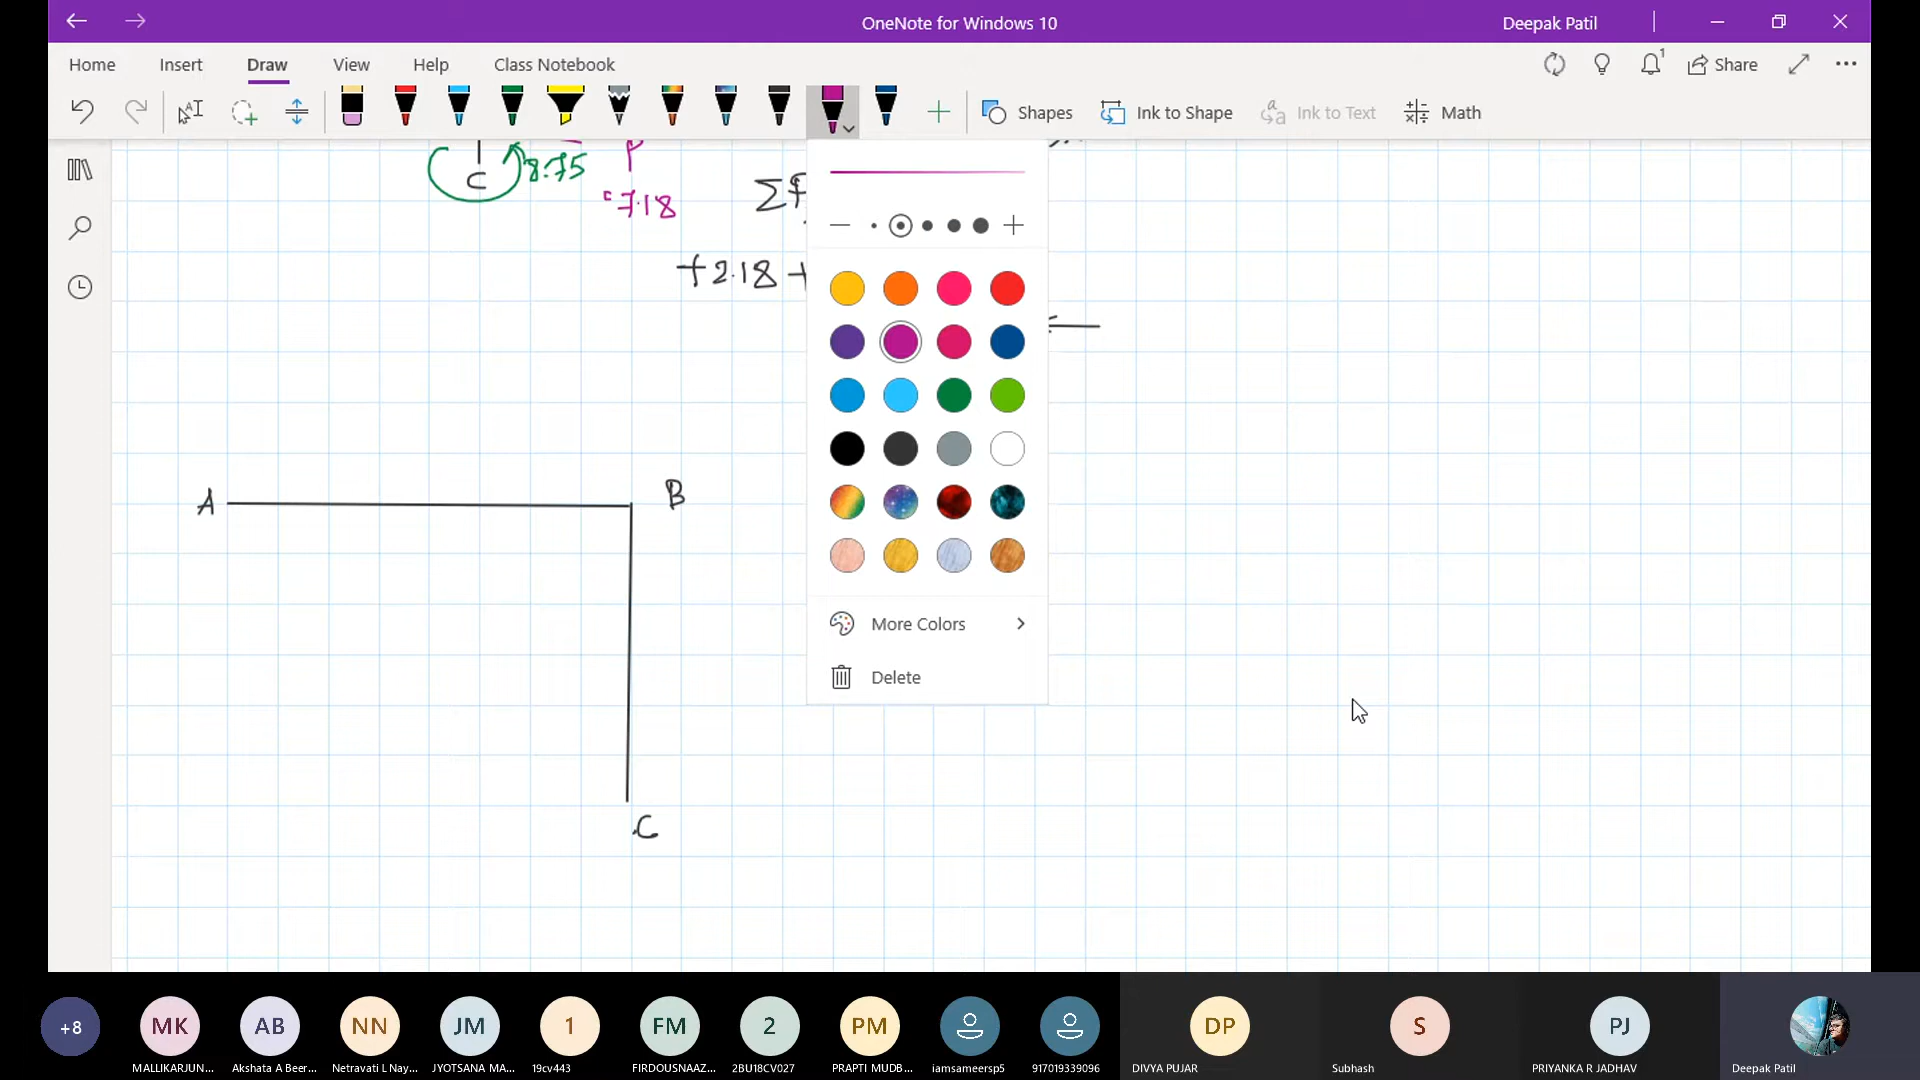 OneNote for Windows 10
Deepak Patil
Home
Insert
Draw
View
Help
Class Notebook
1
Share
Shapes
Ink to Shape
Ink to Text
Math
C
8.75
P
7.18
Σf
+2.18 +
A
B
C
More Colors
Delete
+8
MK
AB
NN
JM
1
FM
2
PM
DP
S
PJ
MALLIKARJUN...
Akshata A Beer...
Netravati L Nay...
JYOTSANA MA...
19cv443
FIRDOUSNAAZ...
2BU18CV027
PRAPTI MUDB...
iamsameersp5
917019339096
DIVYA PUJAR
Subhash
PRIYANKA R JADHAV
Deepak Patil